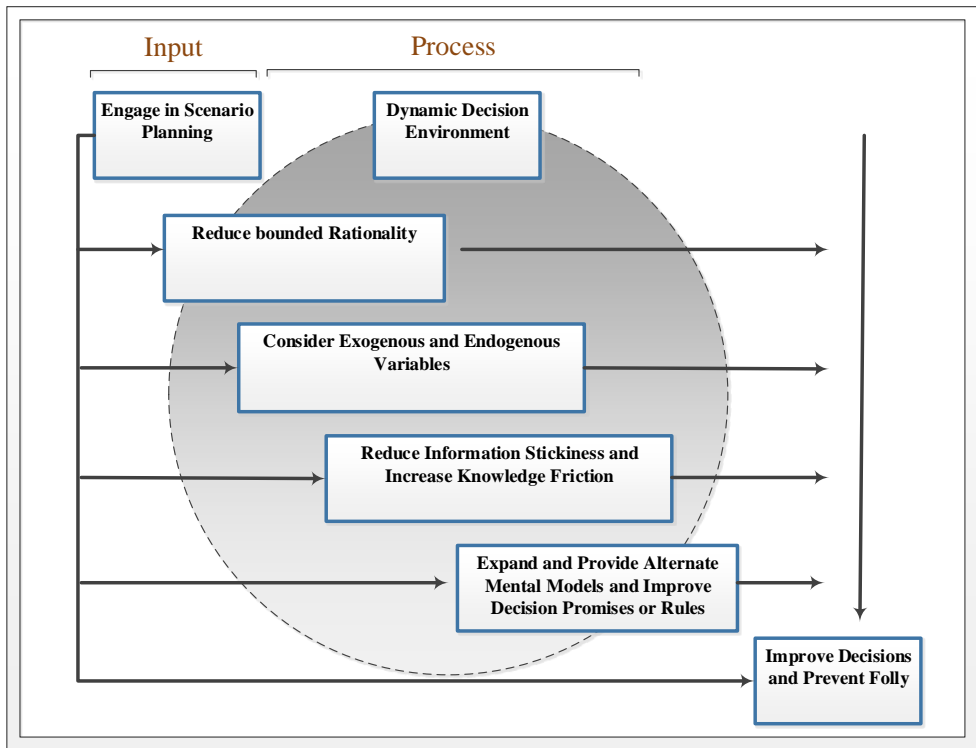 Input
Process
Engage in Scenario
Planning
Dynamic Decision
Environment
Reduce bounded Rationality
Consider Exogenous and Endogenous
Variables
Reduce Information Stickiness and
Increase Knowledge Friction
Expand and Provide Alternate
Mental Models and Improve
Decision Promises or Rules
Improve Decisions
and Prevent Folly